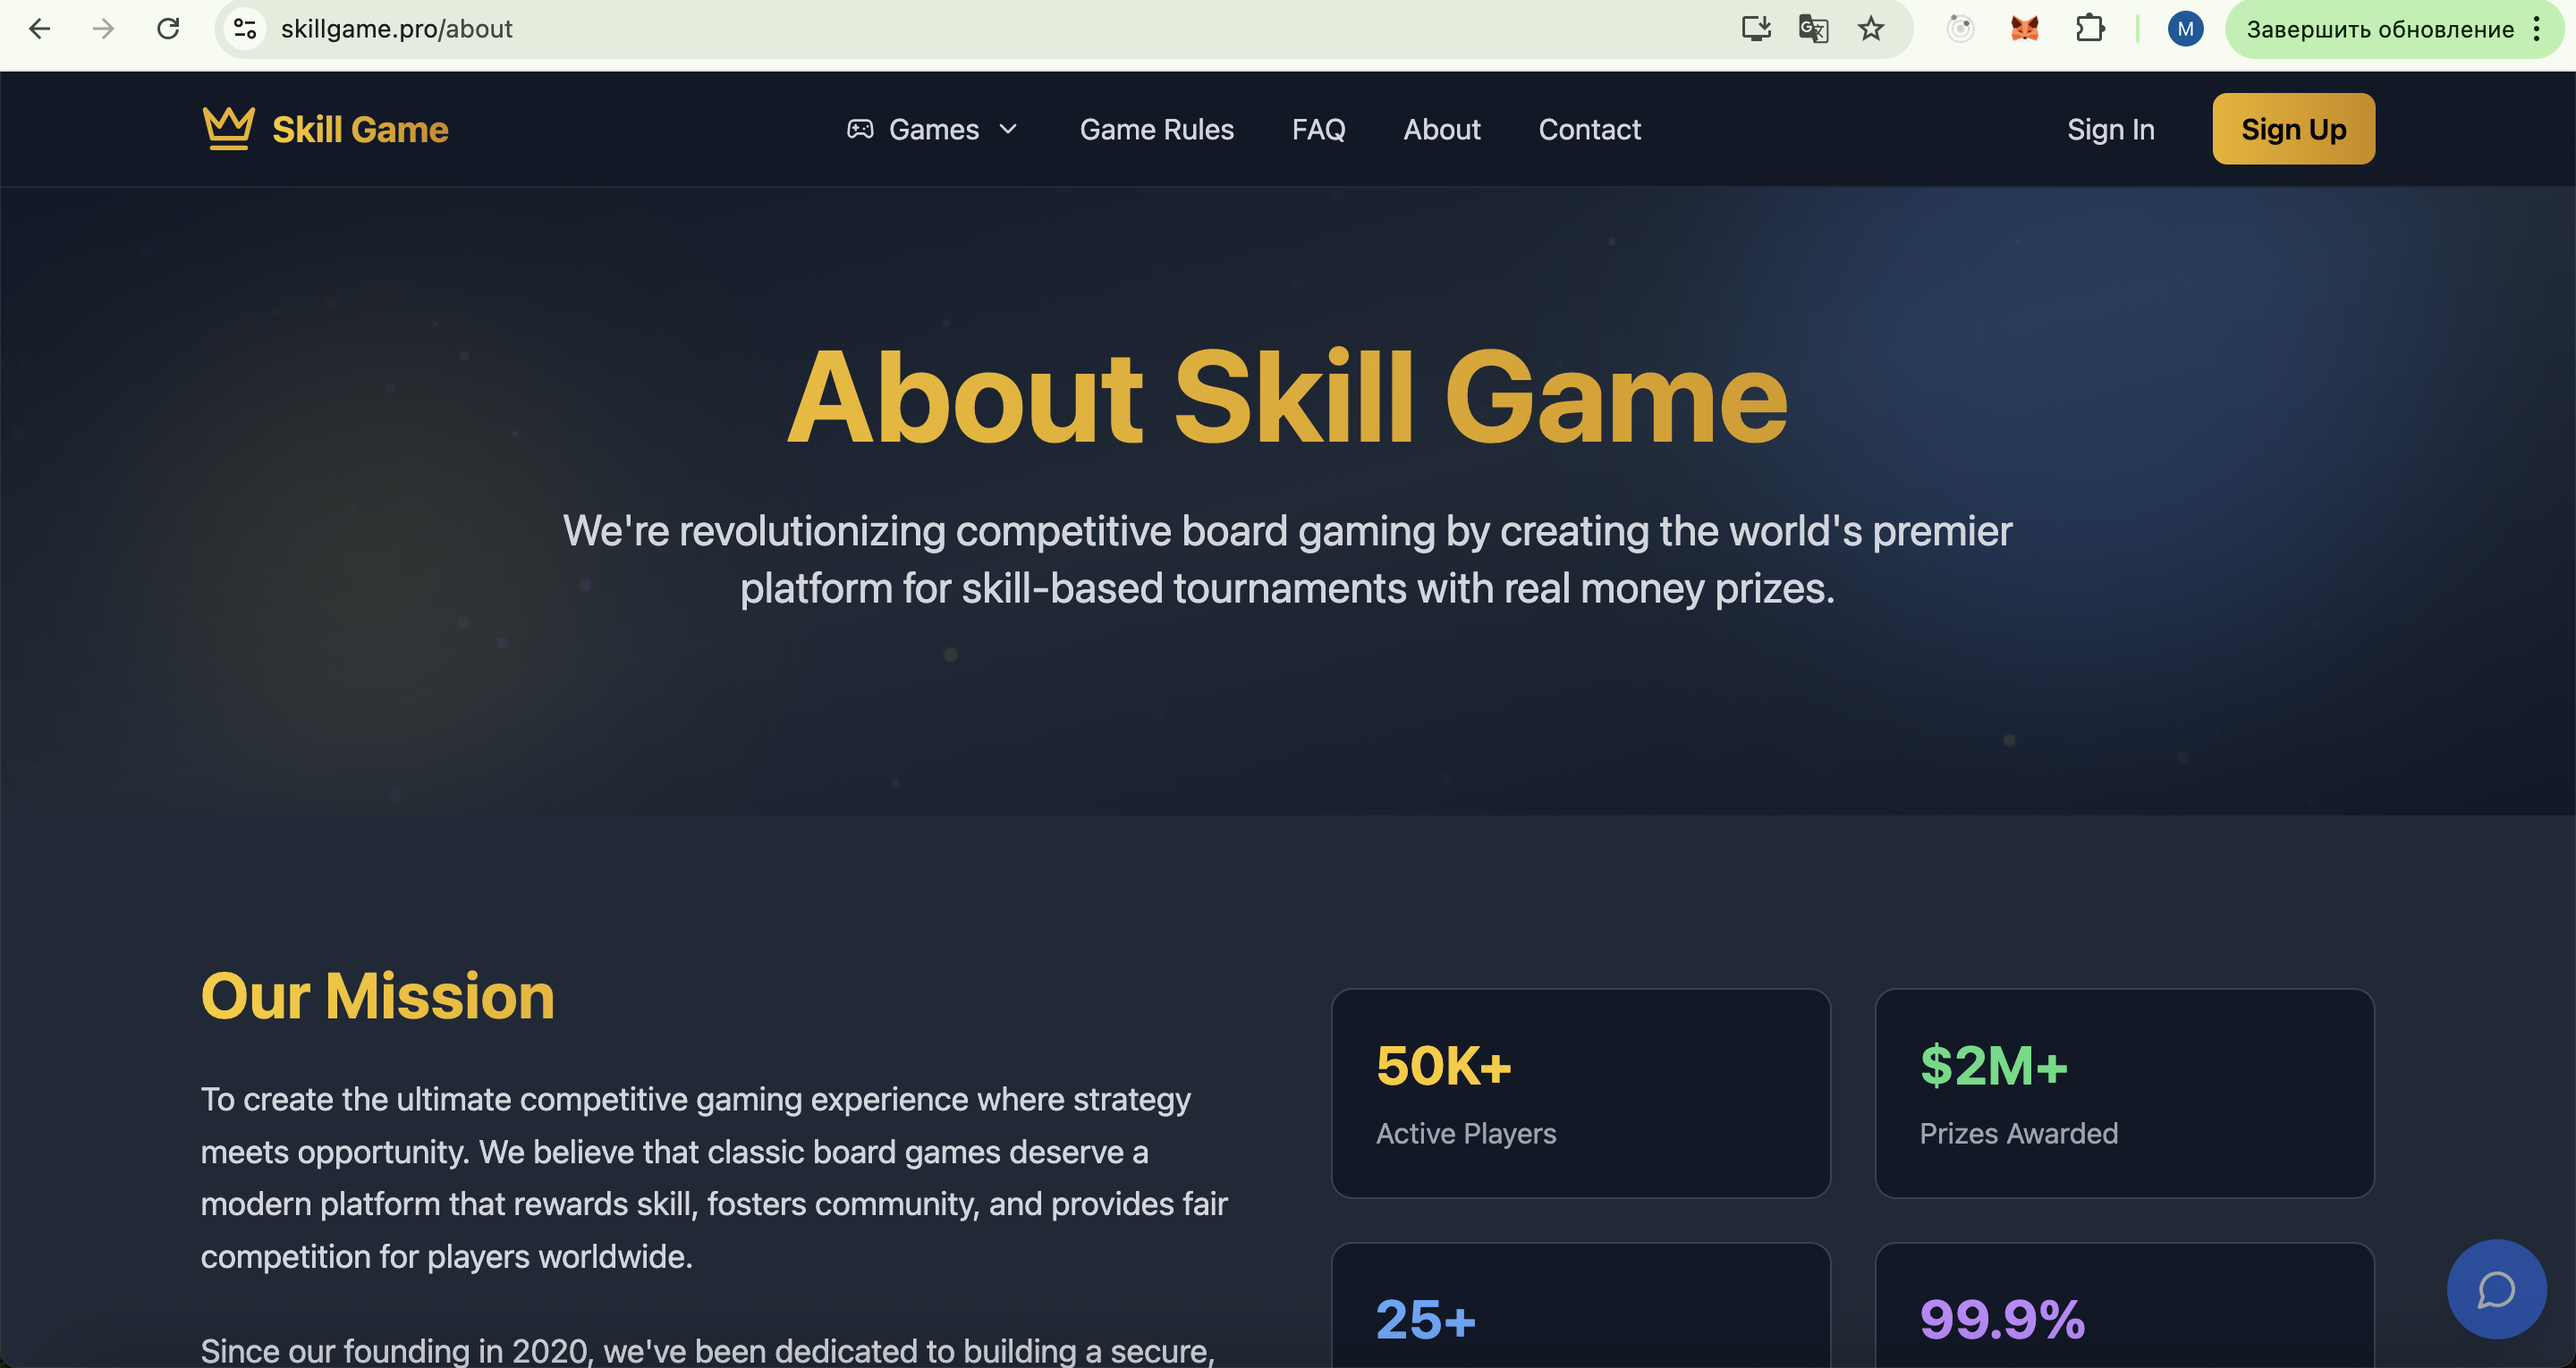 skillgame.pro/about
M
Завершить обновление
Skill Game
Games
Game Rules
FAQ
About
Contact
Sign In
Sign Up
About Skill Game
We're revolutionizing competitive board gaming by creating the world's premier
platform for skill-based tournaments with real money prizes.
Our Mission
To create the ultimate competitive gaming experience where strategy
meets opportunity. We believe that classic board games deserve a
modern platform that rewards skill, fosters community, and provides fair
competition for players worldwide.
Since our founding in 2020, we've been dedicated to building a secure,
50K+
Active Players
$2M+
Prizes Awarded
25+
99.9%